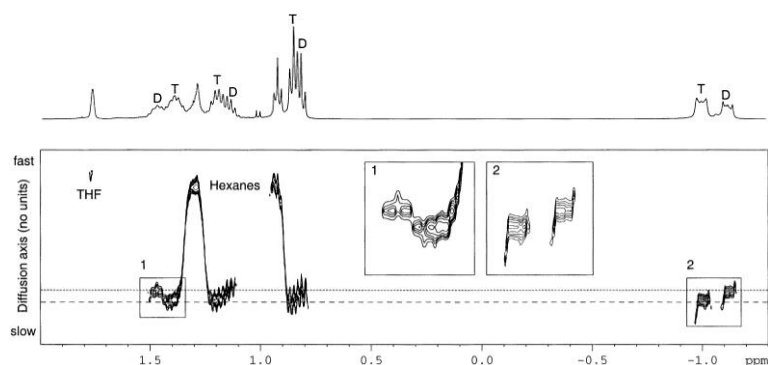 T
D
D
T
T
D
T
D
fast
THF
Hexanes
1
2
1
2
Diffusion axis (no units)
slow
1.5
1.0
0.5
0.0
-0.5
-1.0
ppm